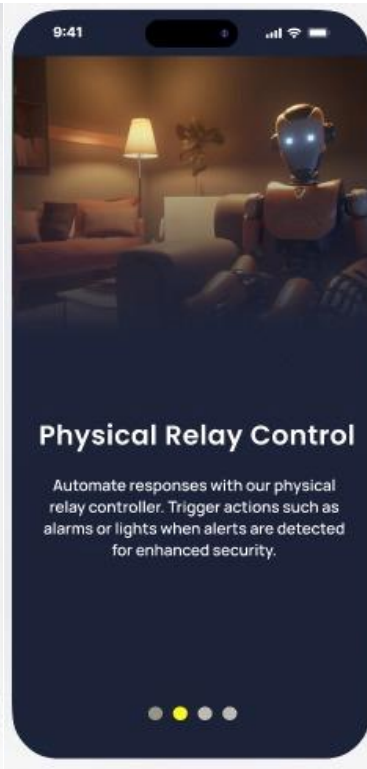 9:41
Physical Relay Control
Automate responses with our physical
relay controller. Trigger actions such as
alarms or lights when alerts are detected
for enhanced security.